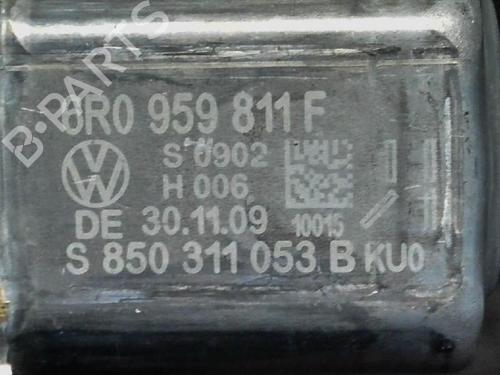 6R0 959 811 F
S 0902
H 006
DE 30.11.09 10015
S 850 311 053 B KU0
B-PARTS